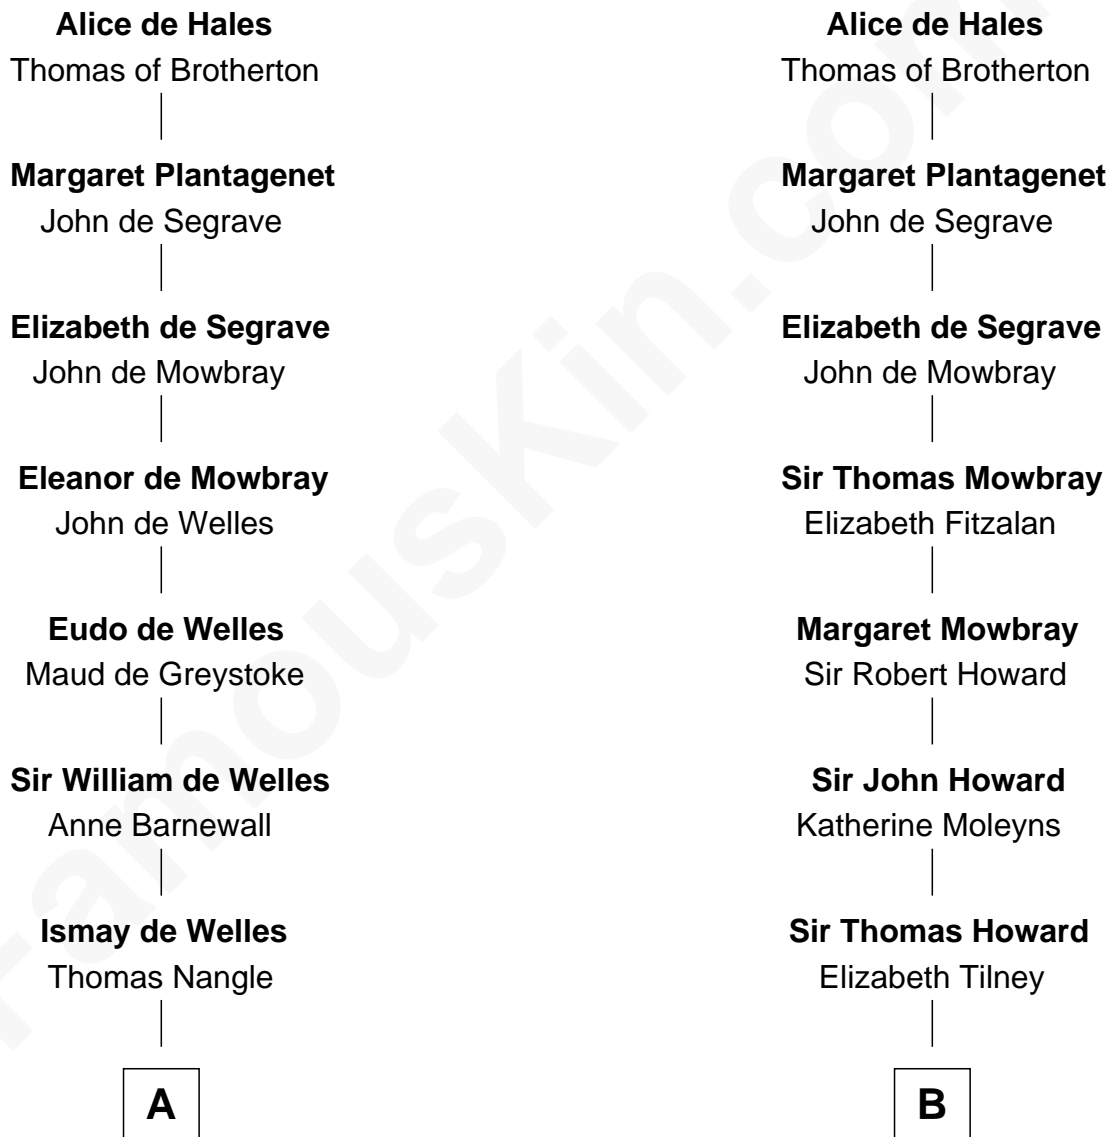 Alice de Hales
Thomas of Brotherton
Margaret Plantagenet
John de Segrave
Elizabeth de Segrave
John de Mowbray
Eleanor de Mowbray
John de Welles
Eudo de Welles
Maud de Greystoke
Sir William de Welles
Anne Barnewall
Ismay de Welles
Thomas Nangle
A
Alice de Hales
Thomas of Brotherton
Margaret Plantagenet
John de Segrave
Elizabeth de Segrave
John de Mowbray
Sir Thomas Mowbray
Elizabeth Fitzalan
Margaret Mowbray
Sir Robert Howard
Sir John Howard
Katherine Moleyns
Sir Thomas Howard
Elizabeth Tilney
B
FamousKin.com